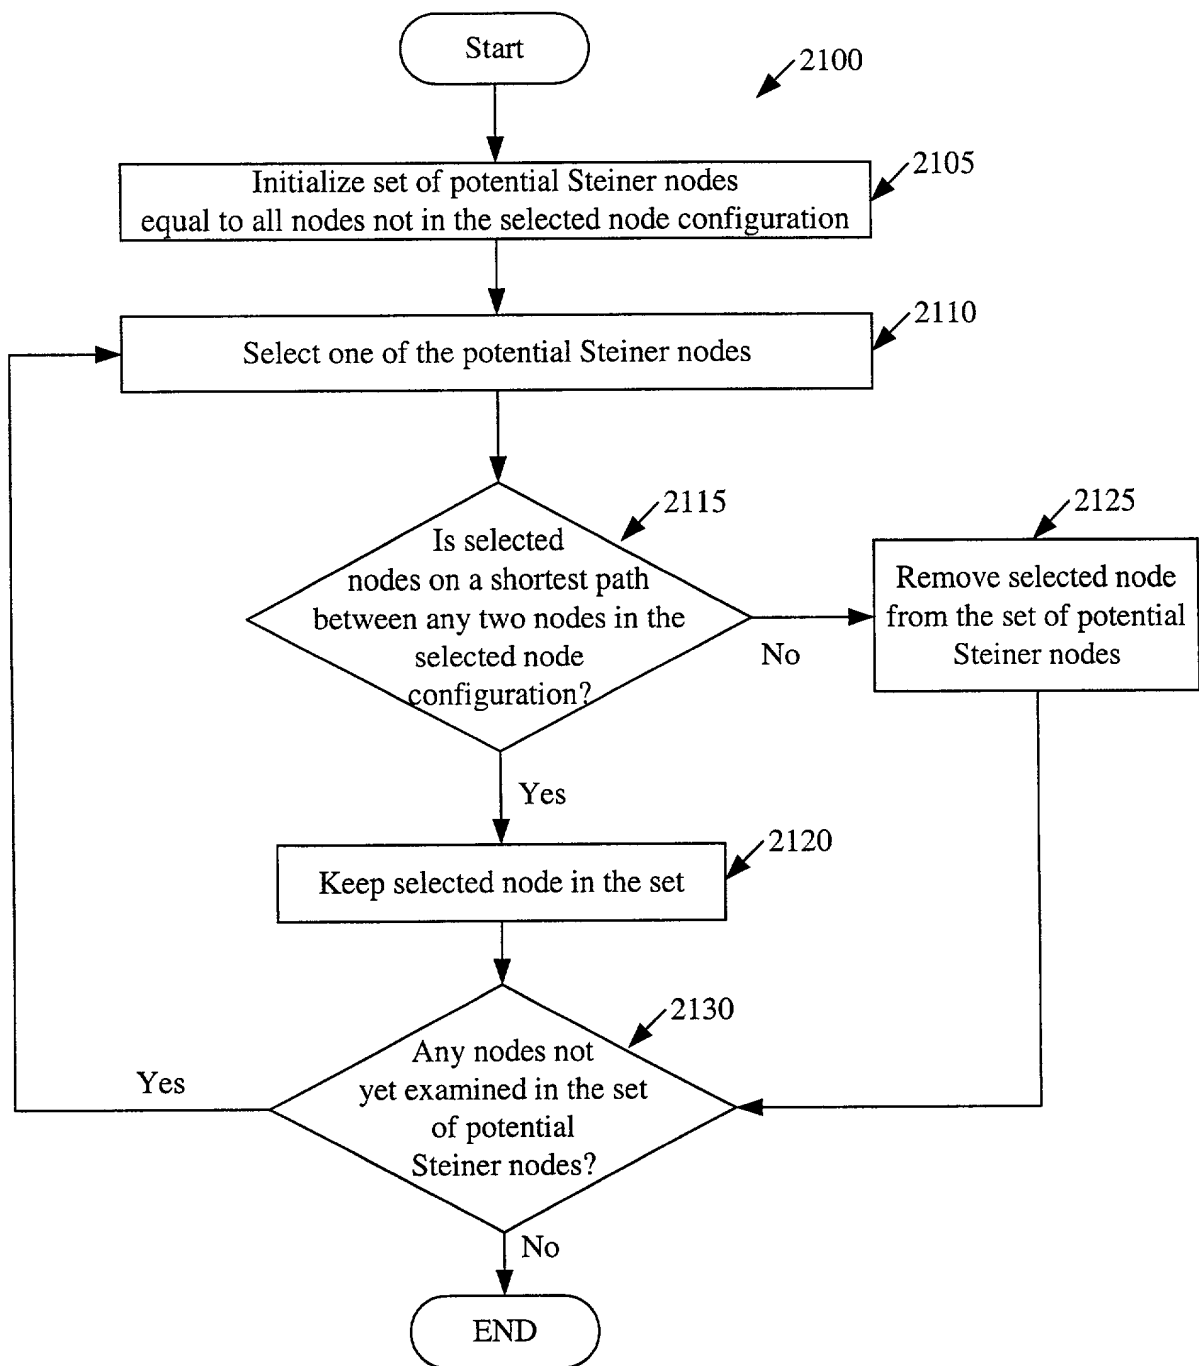 Start
2100
2105
Initialize set of potential Steiner nodes
equal to all nodes not in the selected node configuration
2110
Select one of the potential Steiner nodes
2115
Is selected
nodes on a shortest path
between any two nodes in the
selected node
configuration?
No
2125
Remove selected node
from the set of potential
Steiner nodes
Yes
2120
Keep selected node in the set
2130
Any nodes not
yet examined in the set
of potential
Steiner nodes?
Yes
No
END